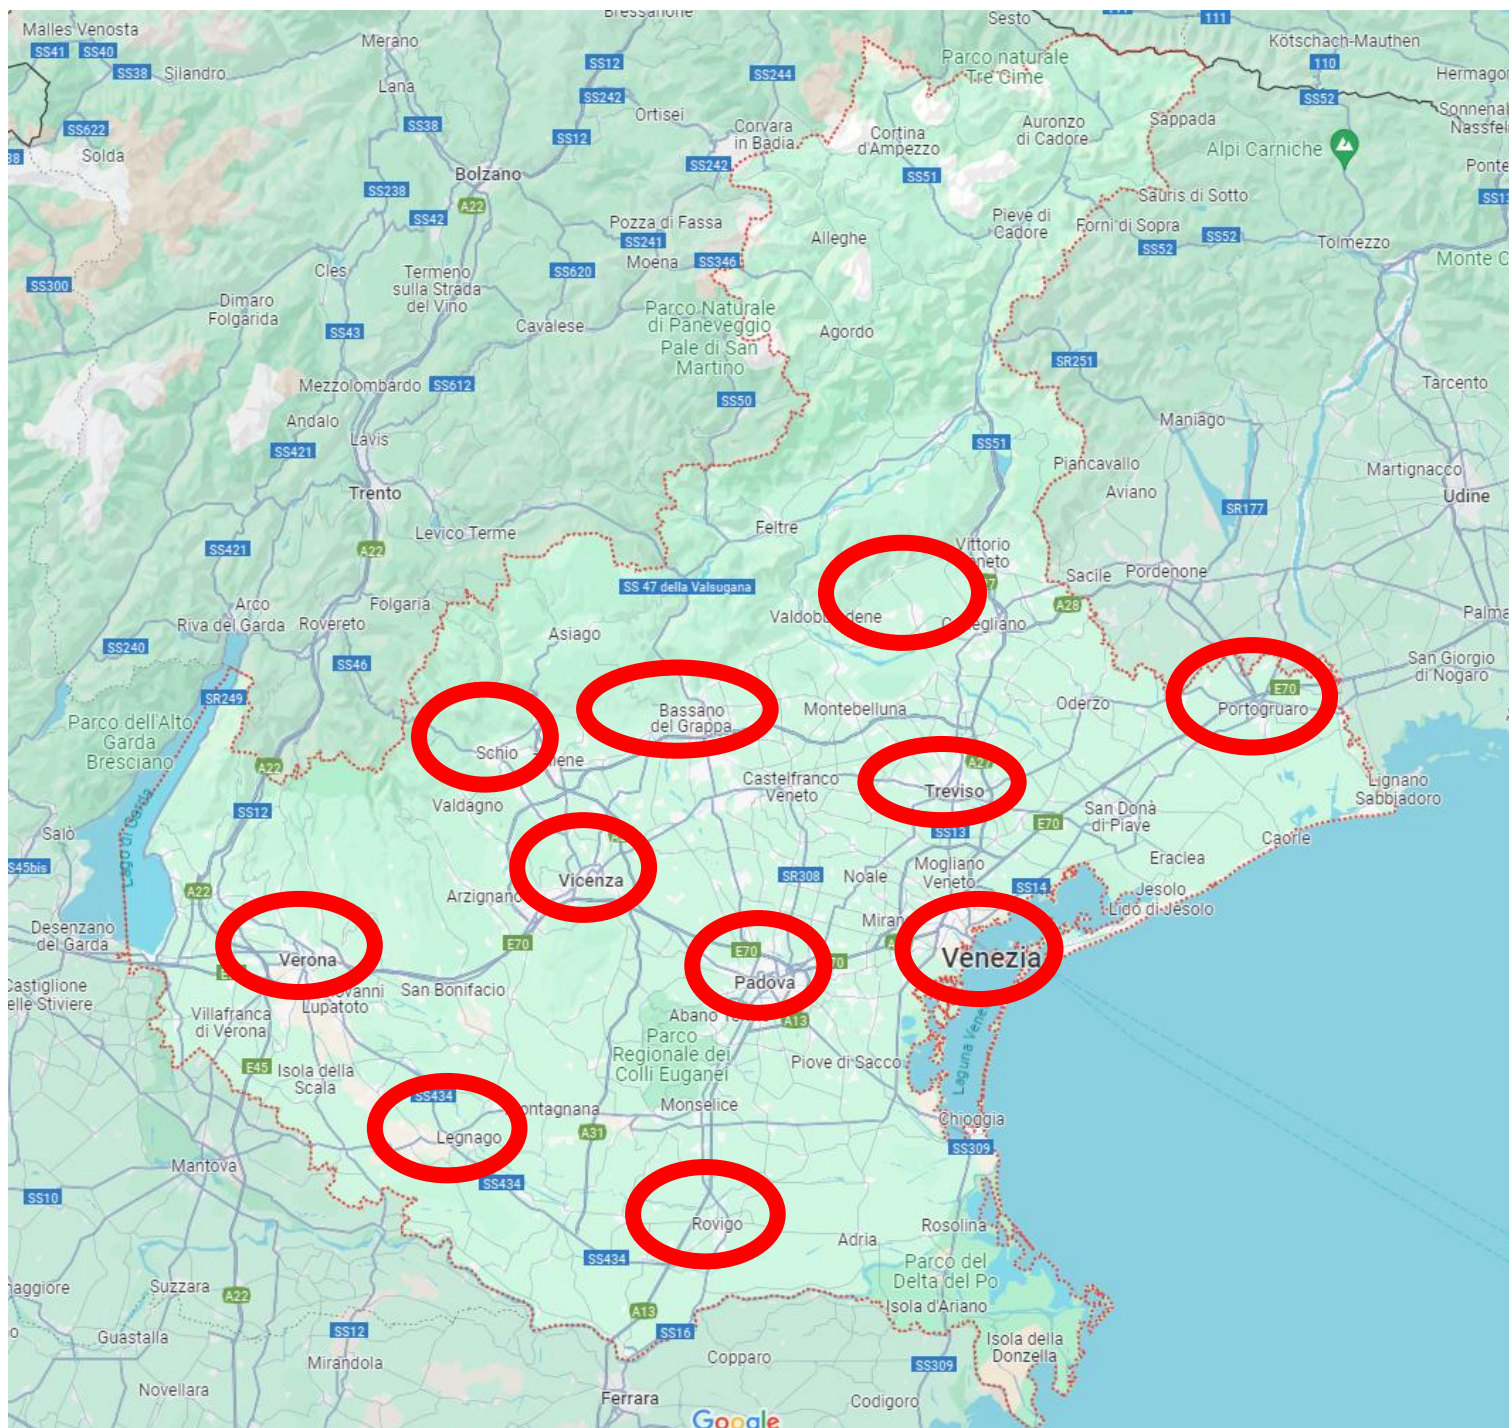 Malles Venosta
SS41
SS40
SS38
Silandro
Merano
Lana
SS12
SS242
SS244
Sesto
111
Parco naturale
Tre Cime
Kötschach-Mauthen
110
SS52
SS622
Solda
SS38
SS12
Ortisei
Corvara
in Badia
Cortina
d'Ampezzo
Auronzo
di Cadore
Sappada
Alpi Carniche
Bolzano
A22
SS238
SS42
SS242
SS51
Sauris di Sotto
Pozza di Fassa
SS241
Moena
SS346
Alleghe
Pieve di
Cadore
Forni di Sopra
SS52
SS52
Tolmezzo
SS300
Cles
Termeno
sulla Strada
del Vino
SS620
Dimaro
Folgarida
SS43
Cavalese
Parco Naturale
di Paneveggio
Pale di San
Martino
Agordo
SR251
Mezzolombardo
SS612
SS50
Tarcento
Andalo
Lavis
SS421
Maniago
SS51
Piancavallo
Aviano
Martignacco
Udine
Trento
SR177
Levico Terme
Feltre
SS421
A22
Vittorio
SS 47 della Valsugana
Sacile
Pordenone
A28
Arco
Riva del Garda
Folgaria
Rovereto
SS240
SS46
Asiago
San Giorgio
di Nogaro
SR249
E70
Portogruaro
Bassano
del Grappa
Montebelluna
Oderzo
Parco dell'Alto
Garda
Bresciano
Schio
A22
Castelfranco
Veneto
A27
Treviso
Lignano
Sabbiadoro
Valdagno
SS12
San Donà
di Piave
E70
SS13
Salò
Lago di Garda
Caorle
Eraclea
SS45bis
Vicenza
SR308
Noale
Mogliano
Veneto
SS14
Jesolo
Lido di Jesolo
A22
Arzignano
Desenzano
del Garda
Verona
E70
E70
Padova
Venezia
San Bonifacio
Lupatoto
Villafranca
di Verona
A13
Parco
Regionale dei
Colli Euganei
Piove di Sacco
E45
Isola della
Scala
SS434
Monselice
Chioggia
Legnago
A31
SS309
Mantova
SS10
SS434
Rovigo
Adria
Rosolina
SS434
Parco del
Delta del Po
Suzzara
A22
Isola d'Ariano
A13
SS12
SS16
Guastalla
Mirandola
Isola della
Donzella
Copparo
SS309
Novellara
Ferrara
Codigoro
Google